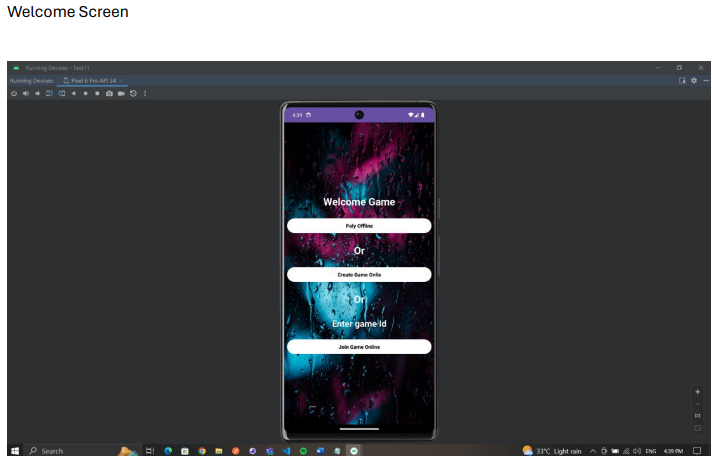 Welcome Screen
Running Devices - Test11
Running Devices: Pixel 6 Pro API 34
4:39
Welcome Game
Paly Offline
Or
Create Game Onlie
Or
Enter game Id
Join Game Online
1:1
Search
33°C Light rain
ENG
4:39 PM